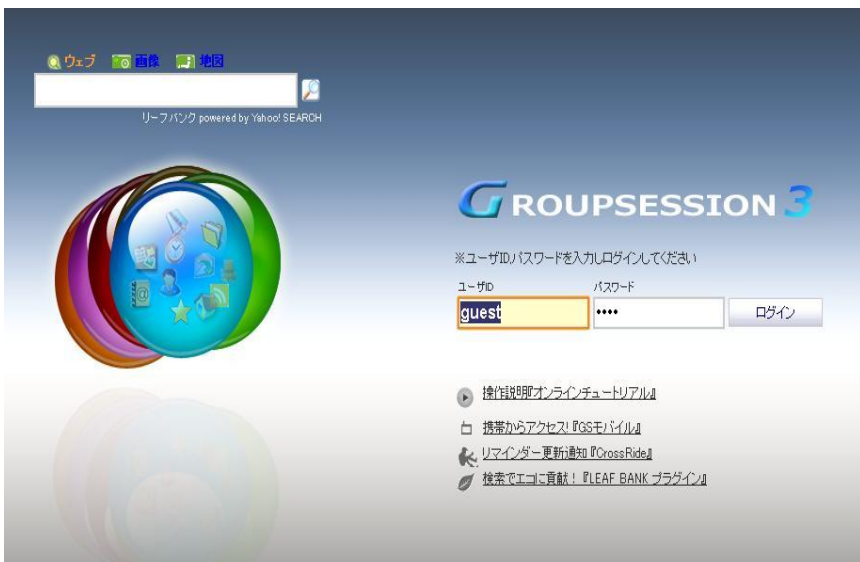 ウェブ 画像 地図
リーフバンク powered by Yahoo! SEARCH
GROUPSESSION 3
※ユーザID,パスワードを入力しログインしてください
ユーザID パスワード
guest •••• ログイン
操作説明『オンラインチュートリアル』
携帯からアクセス!『GSモバイル』
リマインダー更新通知『CrossRide』
検索でエコに貢献!『LEAF BANK プラグイン』